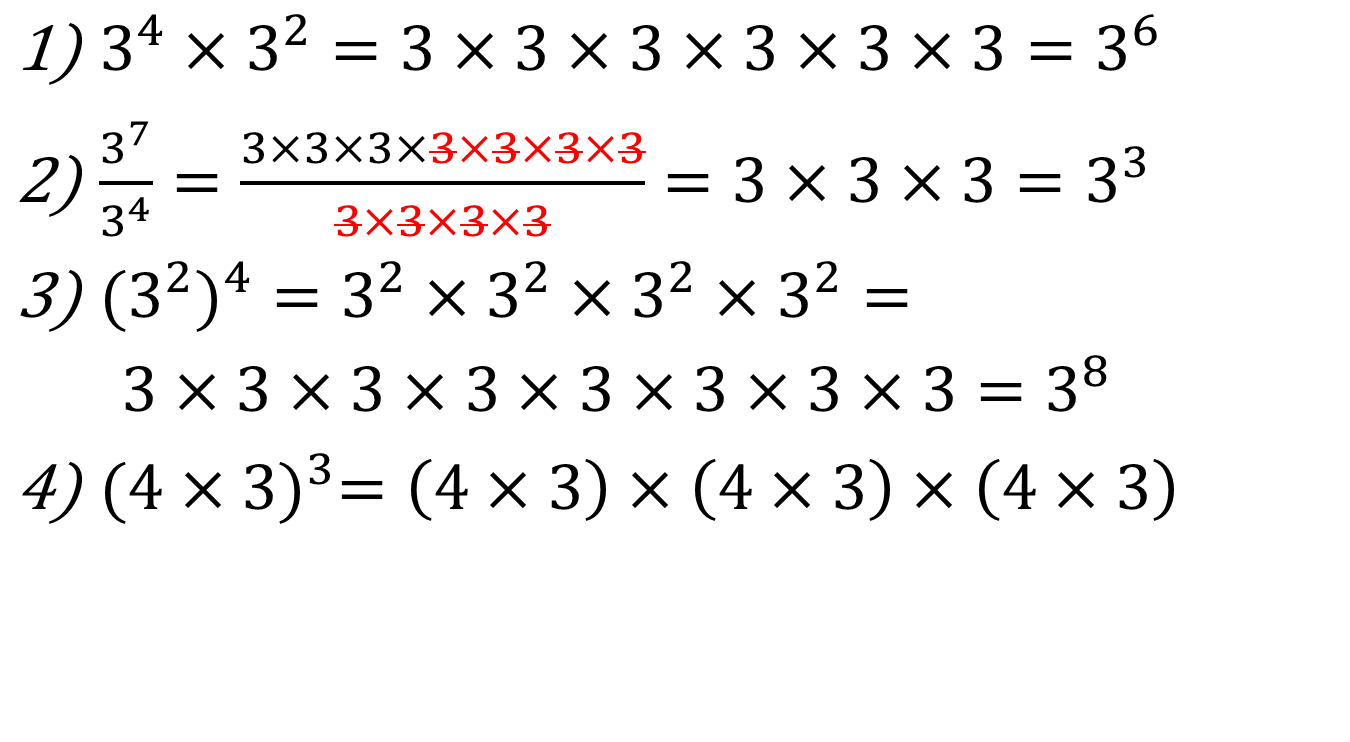 1) 3⁴ × 3² = 3 × 3 × 3 × 3 × 3 × 3 = 3⁶
2) 3⁷/3⁴ = 3×3×3×3×3×3×3/3×3×3×3 = 3 × 3 × 3 = 3³
3) (3²)⁴ = 3² × 3² × 3² × 3² =
3 × 3 × 3 × 3 × 3 × 3 × 3 × 3 = 3⁸
4) (4 × 3)³= (4 × 3) × (4 × 3) × (4 × 3)